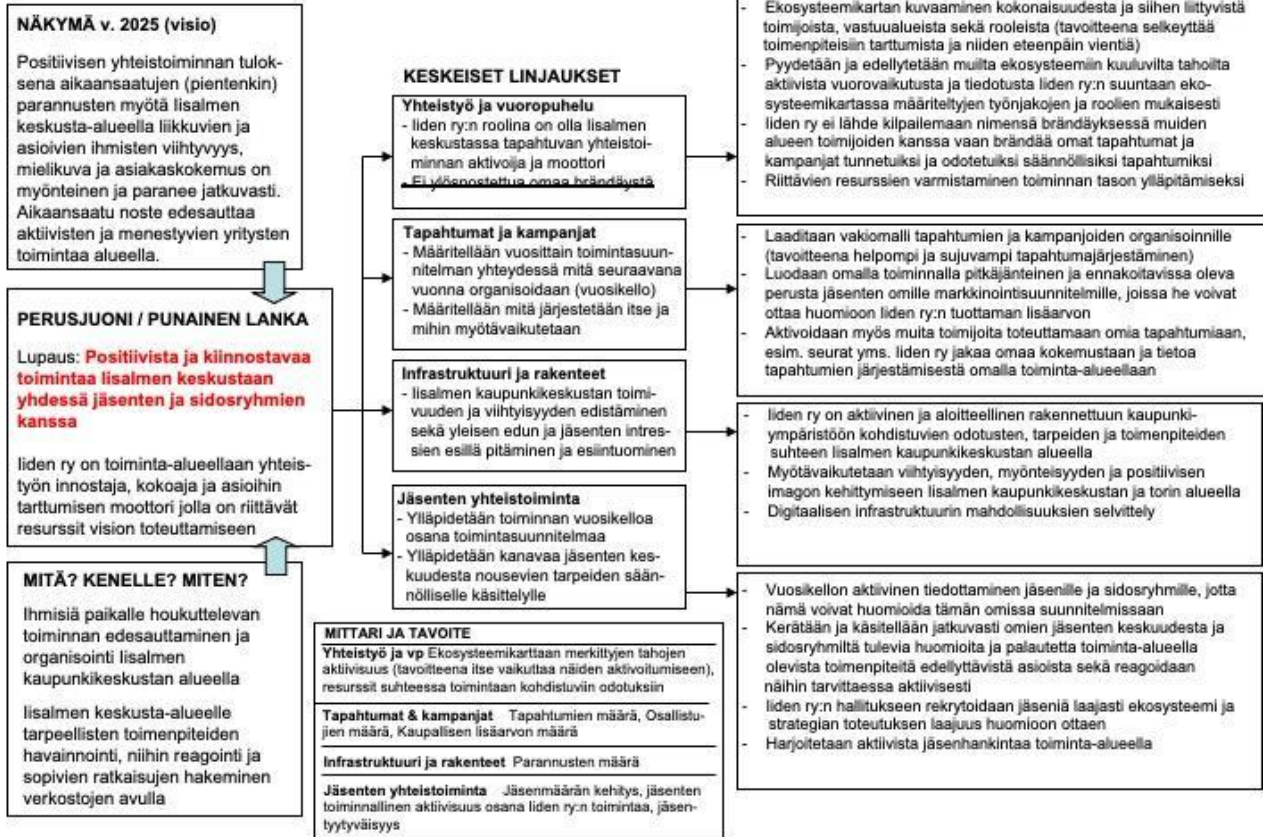 NÄKYMÄ v. 2025 (visio)
Positiivisen yhteistoiminnan tulok-
sena aikaansaatujen (pientenkin)
parannusten myötä Iisalmen
keskusta-alueella liikkuvien ja
asioivien ihmisten viihtyvyys,
mielikuva ja asiakaskokemus on
myönteinen ja paranee jatkuvasti.
Aikaansaatu noste edesauttaa
aktiivisten ja menestyvien yritysten
toimintaa alueella.
PERUSJUONI / PUNAINEN LANKA
Lupaus: Positiivista ja kiinnostavaa
toimintaa Iisalmen keskustaan
yhdessä jäsenten ja sidosryhmien
kanssa
Iiden ry on toiminta-alueellaan yhteis-
työn innostaja, kokoaja ja asioihin
tarttumisen moottori jolla on riittävät
resurssit vision toteuttamiseen
MITÄ? KENELLE? MITEN?
Ihmisiä paikalle houkuttelevan
toiminnan edesauttaminen ja
organisointi Iisalmen
kaupunkikeskustan alueella
Iisalmen keskusta-alueelle
tarpeellisten toimenpiteiden
havainnointi, niihin reagointi ja
sopivien ratkaisujen hakeminen
verkostojen avulla
KESKEISET LINJAUKSET
Yhteistyö ja vuoropuhelu
- Iiden ry:n roolina on olla Iisalmen
keskustassa tapahtuvan yhteistoi-
minnan aktivoija ja moottori
- Ei ylösnostettua omaa brändäystä
Tapahtumat ja kampanjat
- Määritellään vuosittain toimintasuun-
nitelman yhteydessä mitä seuraavana
vuonna organisoidaan (vuosikello)
- Määritellään mitä järjestetään itse ja
mihin myötävaikutetaan
Infrastruktuuri ja rakenteet
- Iisalmen kaupunkikeskustan toimi-
vuuden ja viihtyisyyden edistäminen
sekä yleisen edun ja jäsenten intres-
sien esillä pitäminen ja esiintuominen
Jäsenten yhteistoiminta
- Ylläpidetään toiminnan vuosikelloa
osana toimintasuunnitelmaa
- Ylläpidetään kanavaa jäsenten kes-
kuudesta nousevien tarpeiden sään-
nölliselle käsittelylle
MITTARI JA TAVOITE
Yhteistyö ja vp Ekosysteemikarttaan merkittyjen tahojen
aktiivisuus (tavoitteena itse vaikuttaa näiden aktivoitumiseen),
resurssit suhteessa toimintaan kohdistuviin odotuksiin
Tapahtumat & kampanjat Tapahtumien määrä, Osallistu-
jien määrä, Kaupallisen lisäarvon määrä
Infrastruktuuri ja rakenteet Parannusten määrä
Jäsenten yhteistoiminta Jäsenmäärän kehitys, jäsenten
toiminnallinen aktiivisuus osana Iiden ry:n toimintaa, jäsen-
tyytyväisyys
- Ekosysteemikartan kuvaaminen kokonaisuudesta ja siihen liittyvistä
toimijoista, vastuualueista sekä rooleista (tavoitteena selkeyttää
toimenpiteisiin tarttumista ja niiden eteenpäin vientiä)
- Pyydetään ja edellytetään muilta ekosysteemiin kuuluvilta tahoilta
aktiivista vuorovaikutusta ja tiedotusta Iiden ry:n suuntaan eko-
systeemikartassa määriteltyjen työnjakojen ja roolien mukaisesti
- Iiden ry ei lähde kilpailemaan nimensä brändäyksessä muiden
alueen toimijoiden kanssa vaan brändää omat tapahtumat ja
kampanjat tunnetuiksi ja odotetuiksi säännöllisiksi tapahtumiksi
- Riittävien resurssien varmistaminen toiminnan tason ylläpitämiseksi
- Laaditaan vakiomalli tapahtumien ja kampanjoiden organisoinnille
(tavoitteena helpompi ja sujuvampi tapahtumajärjestäminen)
- Luodaan omalla toiminnalla pitkäjänteinen ja ennakoitavissa oleva
perusta jäsenten omille markkinointisuunnitelmille, joissa he voivat
ottaa huomioon Iiden ry:n tuottaman lisäarvon
- Aktivoidaan myös muita toimijoita toteuttamaan omia tapahtumiaan,
esim. seurat yms. Iiden ry jakaa omaa kokemustaan ja tietoa
tapahtumien järjestämisestä omalla toiminta-alueellaan
- Iiden ry on aktiivinen ja aloitteellinen rakennettuun kaupunki-
ympäristöön kohdistuvien odotusten, tarpeiden ja toimenpiteiden
suhteen Iisalmen kaupunkikeskustan alueella
- Myötävaikutetaan viihtyisyyden, myönteisyyden ja positiivisen
imagon kehittymiseen Iisalmen kaupunkikeskustan ja torin alueella
- Digitaalisen infrastruktuurin mahdollisuuksien selvittely
- Vuosikellon aktiivinen tiedottaminen jäsenille ja sidosryhmille, jotta
nämä voivat huomioida tämän omissa suunnitelmissaan
- Kerätään ja käsitellään jatkuvasti omien jäsenten keskuudesta ja
sidosryhmiltä tulevia huomioita ja palautetta toiminta-alueella
olevista toimenpiteitä edellyttävistä asioista sekä reagoidaan
näihin tarvittaessa aktiivisesti
- Iiden ry:n hallitukseen rekrytoidaan jäseniä laajasti ekosysteemi ja
strategian toteutuksen laajuus huomioon ottaen
- Harjoitetaan aktiivista jäsenhankintaa toiminta-alueella